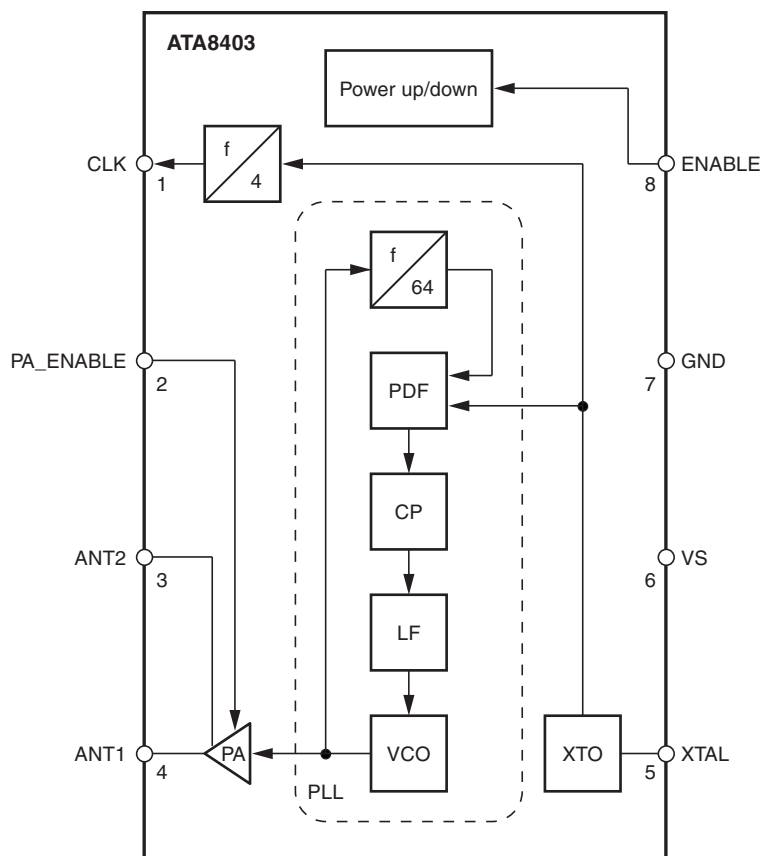 ATA8403
Power up/down
CLK
1
f
4
ENABLE
8
f
64
PA_ENABLE
2
PDF
GND
7
CP
ANT2
3
VS
6
LF
ANT1
4
PA
VCO
XTO
XTAL
5
PLL